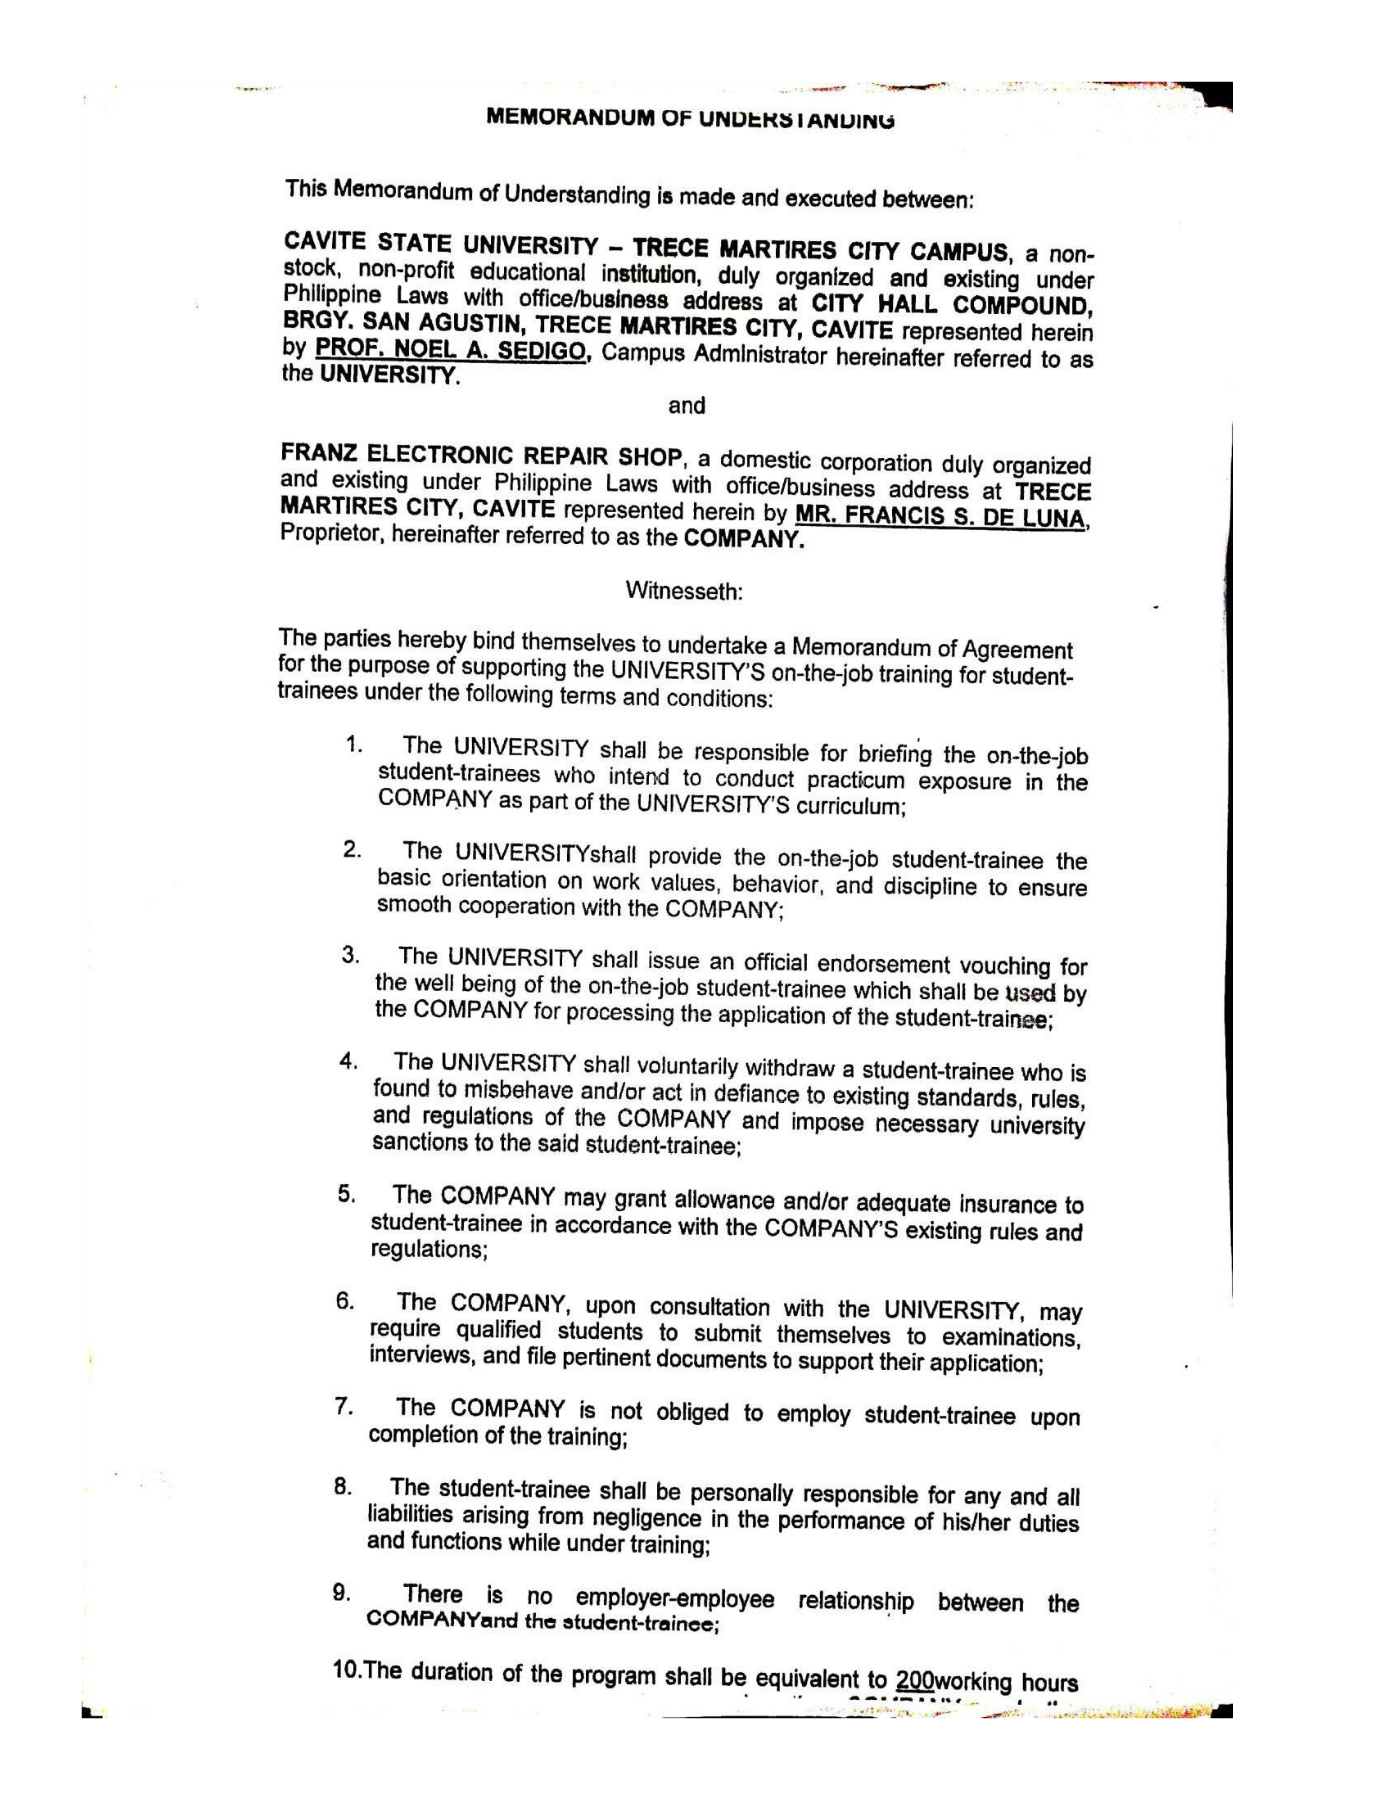 MEMORANDUM OF UNDERSTANDING
This Memorandum of Understanding is made and executed between:
CAVITE STATE UNIVERSITY – TRECE MARTIRES CITY CAMPUS, a non-
stock, non-profit educational institution, duly organized and existing under
Philippine Laws with office/business address at CITY HALL COMPOUND,
BRGY. SAN AGUSTIN, TRECE MARTIRES CITY, CAVITE represented herein
by PROF. NOEL A. SEDIGO, Campus Administrator hereinafter referred to as
the UNIVERSITY.
and
FRANZ ELECTRONIC REPAIR SHOP, a domestic corporation duly organized
and existing under Philippine Laws with office/business address at TRECE
MARTIRES CITY, CAVITE represented herein by MR. FRANCIS S. DE LUNA,
Proprietor, hereinafter referred to as the COMPANY.
Witnesseth:
The parties hereby bind themselves to undertake a Memorandum of Agreement
for the purpose of supporting the UNIVERSITY'S on-the-job training for student-
trainees under the following terms and conditions:
1. The UNIVERSITY shall be responsible for briefing the on-the-job
student-trainees who intend to conduct practicum exposure in the
COMPANY as part of the UNIVERSITY'S curriculum;
2. The UNIVERSITYshall provide the on-the-job student-trainee the
basic orientation on work values, behavior, and discipline to ensure
smooth cooperation with the COMPANY;
3. The UNIVERSITY shall issue an official endorsement vouching for
the well being of the on-the-job student-trainee which shall be used by
the COMPANY for processing the application of the student-trainee;
4. The UNIVERSITY shall voluntarily withdraw a student-trainee who is
found to misbehave and/or act in defiance to existing standards, rules,
and regulations of the COMPANY and impose necessary university
sanctions to the said student-trainee;
5. The COMPANY may grant allowance and/or adequate insurance to
student-trainee in accordance with the COMPANY'S existing rules and
regulations;
6. The COMPANY, upon consultation with the UNIVERSITY, may
require qualified students to submit themselves to examinations,
interviews, and file pertinent documents to support their application;
7. The COMPANY is not obliged to employ student-trainee upon
completion of the training;
8. The student-trainee shall be personally responsible for any and all
liabilities arising from negligence in the performance of his/her duties
and functions while under training;
9. There is no employer-employee relationship between the
COMPANYand the student-trainee;
10.The duration of the program shall be equivalent to 200working hours